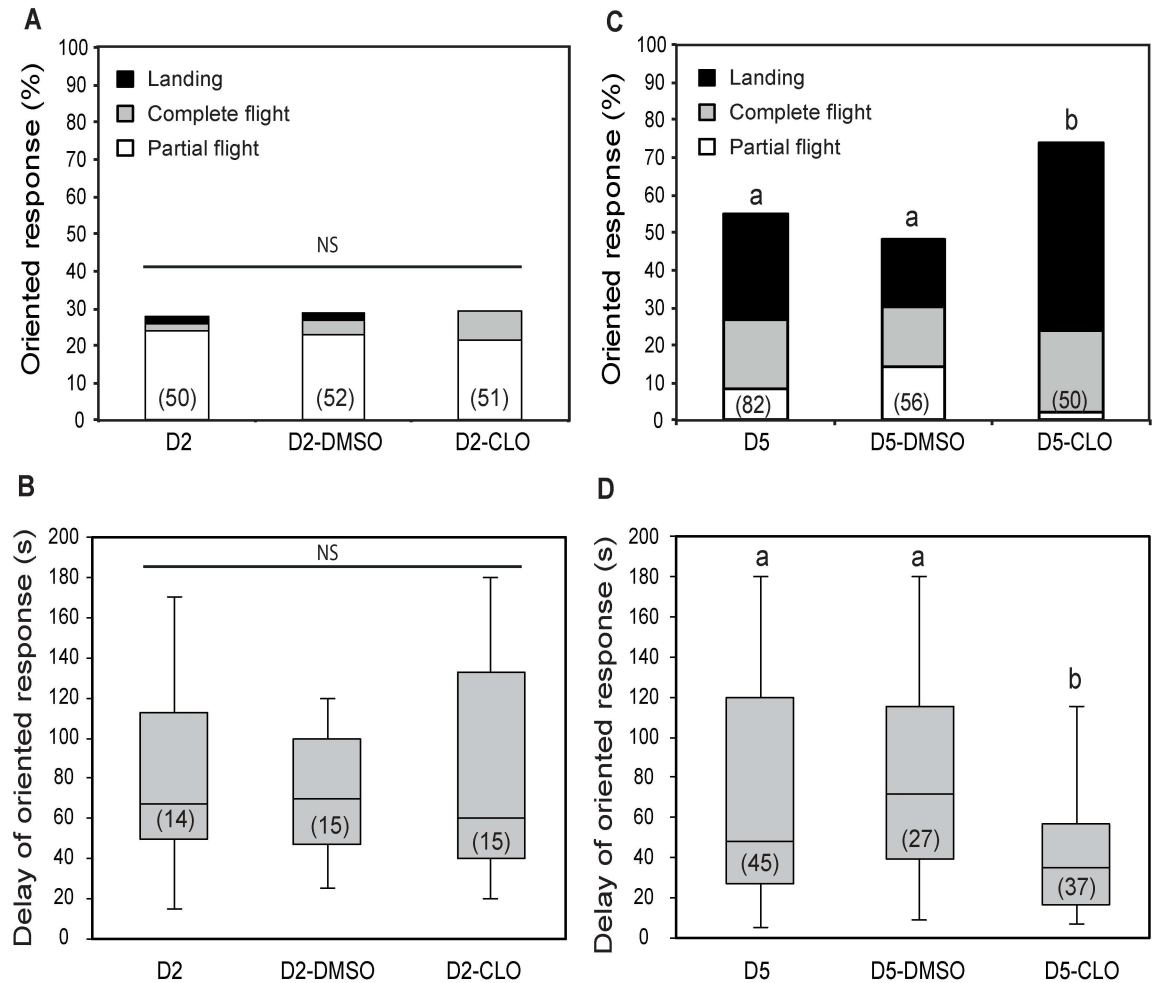 A
Oriented response (%)
100
90
80
70
60
50
40
30
20
10
0
Landing
Complete flight
Partial flight
NS
(50)
(52)
(51)
D2
D2-DMSO
D2-CLO
C
Oriented response (%)
100
90
80
70
60
50
40
30
20
10
0
Landing
Complete flight
Partial flight
a
a
b
(82)
(56)
(50)
D5
D5-DMSO
D5-CLO
B
Delay of oriented response (s)
200
180
160
140
120
100
80
60
40
20
0
NS
(14)
(15)
(15)
D2
D2-DMSO
D2-CLO
D
Delay of oriented response (s)
200
180
160
140
120
100
80
60
40
20
0
a
a
b
(45)
(27)
(37)
D5
D5-DMSO
D5-CLO